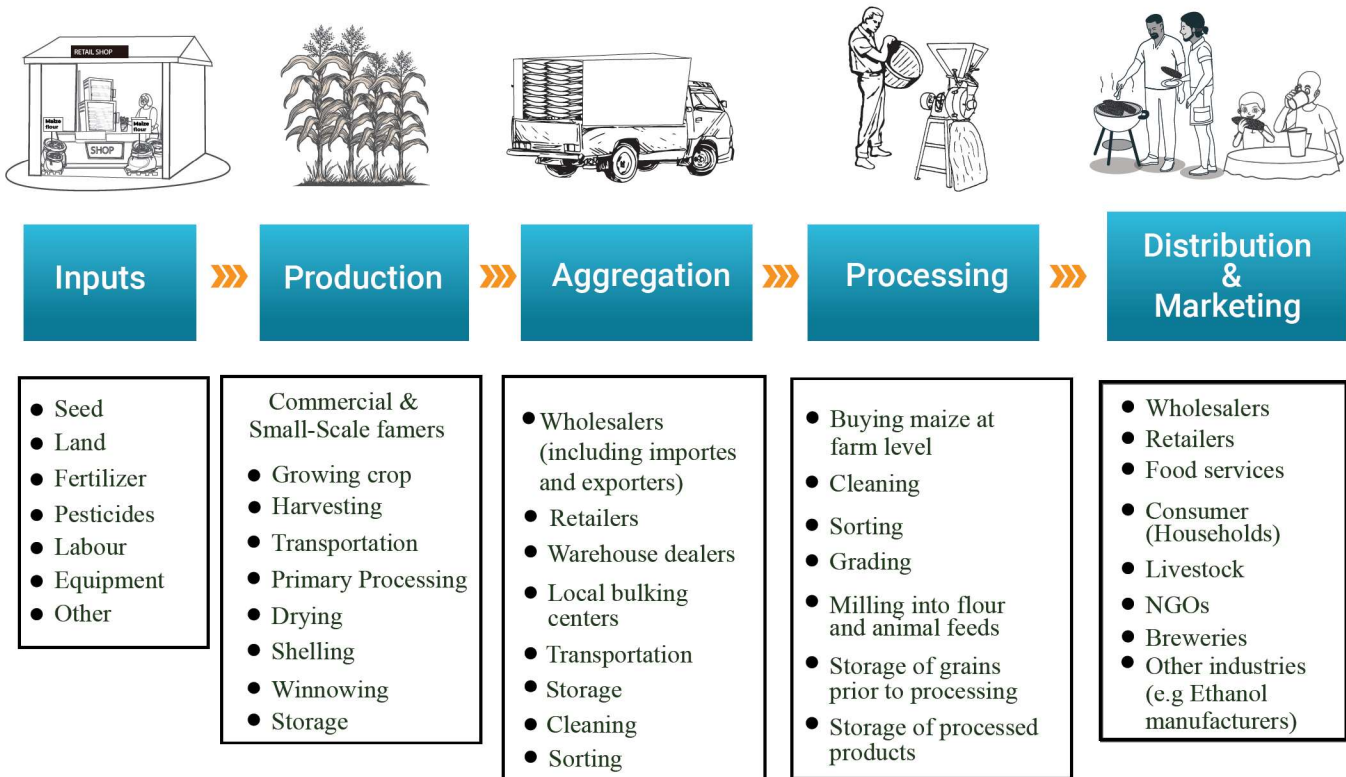 RETAIL SHOP
Maize
flour
Maize
flour
SHOP
Inputs
Production
Aggregation
Processing
Distribution
&
Marketing
● Seed
● Land
● Fertilizer
● Pesticides
● Labour
● Equipment
● Other
Commercial &
Small-Scale famers
● Growing crop
● Harvesting
● Transportation
● Primary Processing
● Drying
● Shelling
● Winnowing
● Storage
● Wholesalers
(including importes
and exporters)
● Retailers
● Warehouse dealers
● Local bulking
centers
● Transportation
● Storage
● Cleaning
● Sorting
● Buying maize at
farm level
● Cleaning
● Sorting
● Grading
● Milling into flour
and animal feeds
● Storage of grains
prior to processing
● Storage of processed
products
● Wholesalers
● Retailers
● Food services
● Consumer
(Households)
● Livestock
● NGOs
● Breweries
● Other industries
(e.g Ethanol
manufacturers)